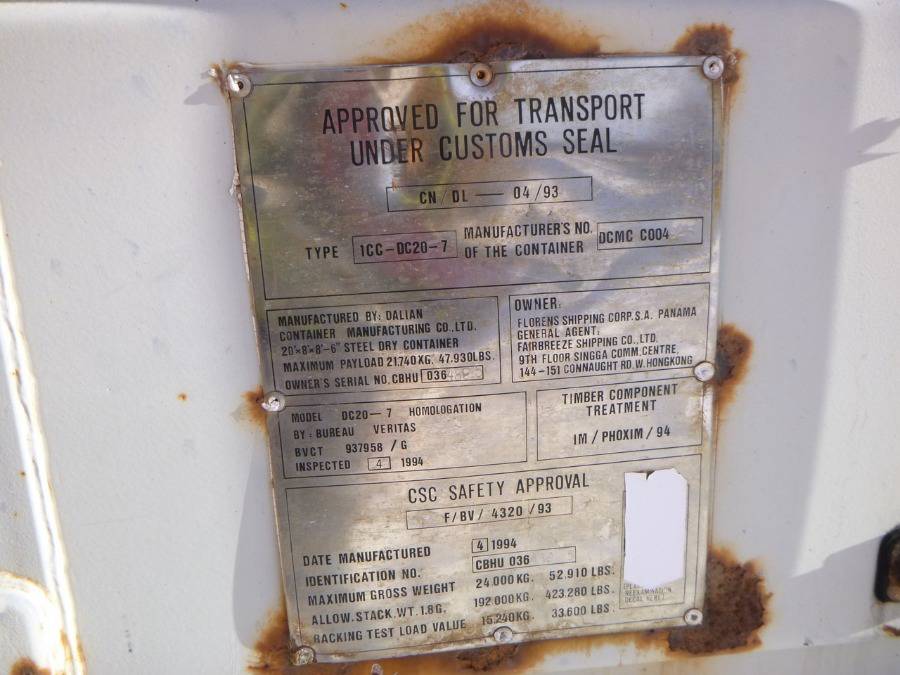 APPROVED FOR TRANSPORT
UNDER CUSTOMS SEAL
CN / DL — 04 / 93
TYPE 1CC-DC20-7 MANUFACTURER'S NO. OF THE CONTAINER DCMC C004
MANUFACTURED BY: DALIAN
CONTAINER MANUFACTURING CO.,LTD.
20'×8'×8'-6" STEEL DRY CONTAINER
MAXIMUM PAYLOAD 21.740KG. 47.930LBS.
OWNER'S SERIAL NO. CBHU 036
OWNER:
FLORENS SHIPPING CORP.S.A. PANAMA
GENERAL AGENT:
FAIRBREEZE SHIPPING CO.,LTD.
9TH FLOOR SINGGA COMM.CENTRE,
144-151 CONNAUGHT RD.W.HONGKONG
MODEL DC20-7 HOMOLOGATION
BY: BUREAU VERITAS
BVCT 937958 / G
INSPECTED 4 1994
TIMBER COMPONENT
TREATMENT
IM / PHOXIM / 94
CSC SAFETY APPROVAL
F/BV/ 4320 /93
DATE MANUFACTURED 4 1994
IDENTIFICATION NO. CBHU 036
MAXIMUM GROSS WEIGHT 24.000KG. 52.910 LBS.
ALLOW.STACK.WT.1.8G, 192.000KG. 423.280 LBS.
RACKING TEST LOAD VALUE 15.240KG. 33.600 LBS.
REEXAMINATION
DECAL HERE)